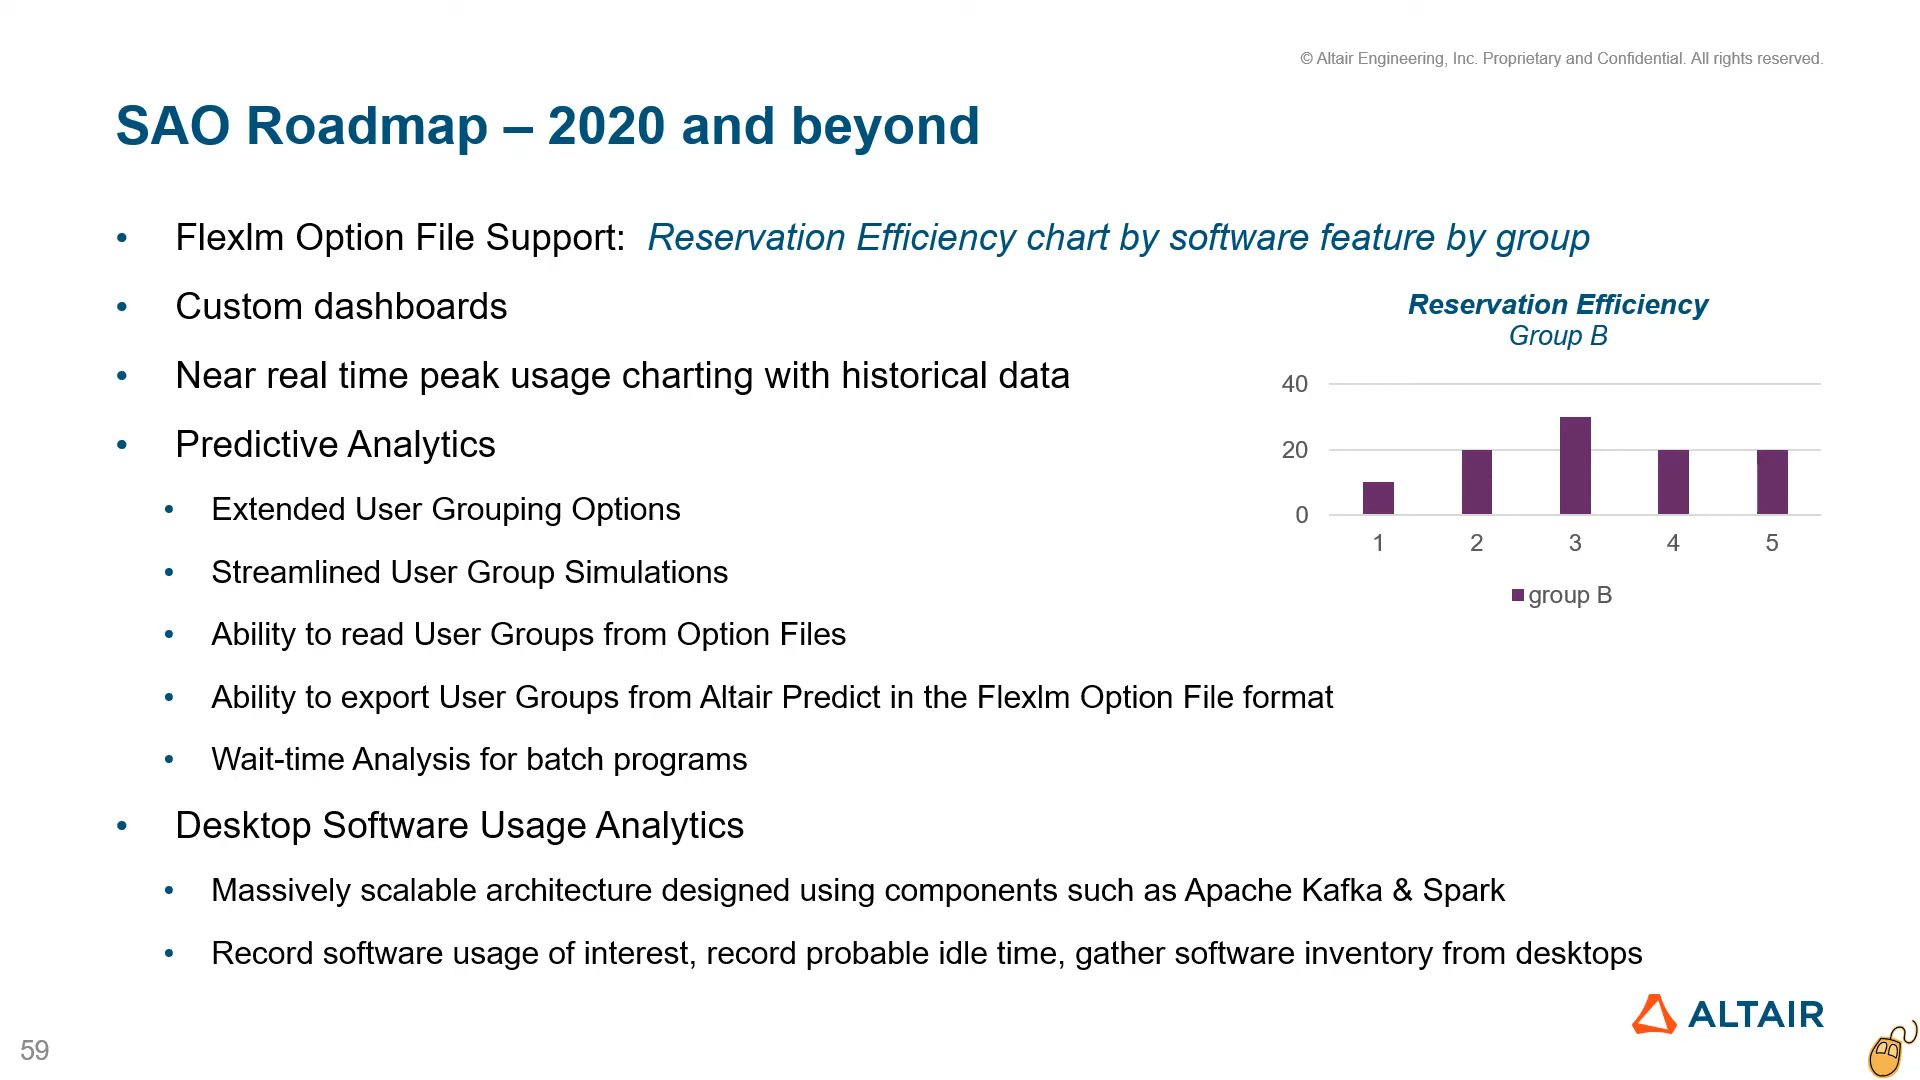 © Altair Engineering, Inc. Proprietary and Confidential. All rights reserved.
SAO Roadmap – 2020 and beyond
• Flexlm Option File Support: Reservation Efficiency chart by software feature by group
• Custom dashboards
• Near real time peak usage charting with historical data
• Predictive Analytics
• Extended User Grouping Options
• Streamlined User Group Simulations
• Ability to read User Groups from Option Files
• Ability to export User Groups from Altair Predict in the Flexlm Option File format
• Wait-time Analysis for batch programs
• Desktop Software Usage Analytics
• Massively scalable architecture designed using components such as Apache Kafka & Spark
• Record software usage of interest, record probable idle time, gather software inventory from desktops
Reservation Efficiency
Group B
40
20
0
1 2 3 4 5
group B
ALTAIR
59